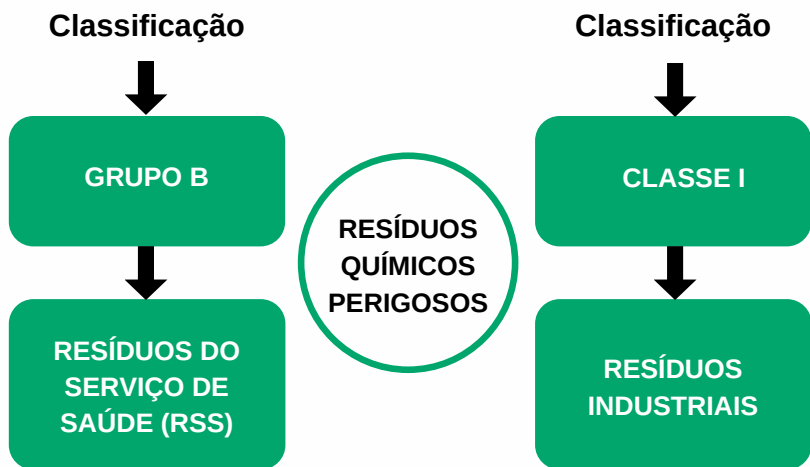 Classificação
GRUPO B
RESÍDUOS DO
SERVIÇO DE
SAÚDE (RSS)
RESÍDUOS
QUÍMICOS
PERIGOSOS
Classificação
CLASSE I
RESÍDUOS
INDUSTRIAIS